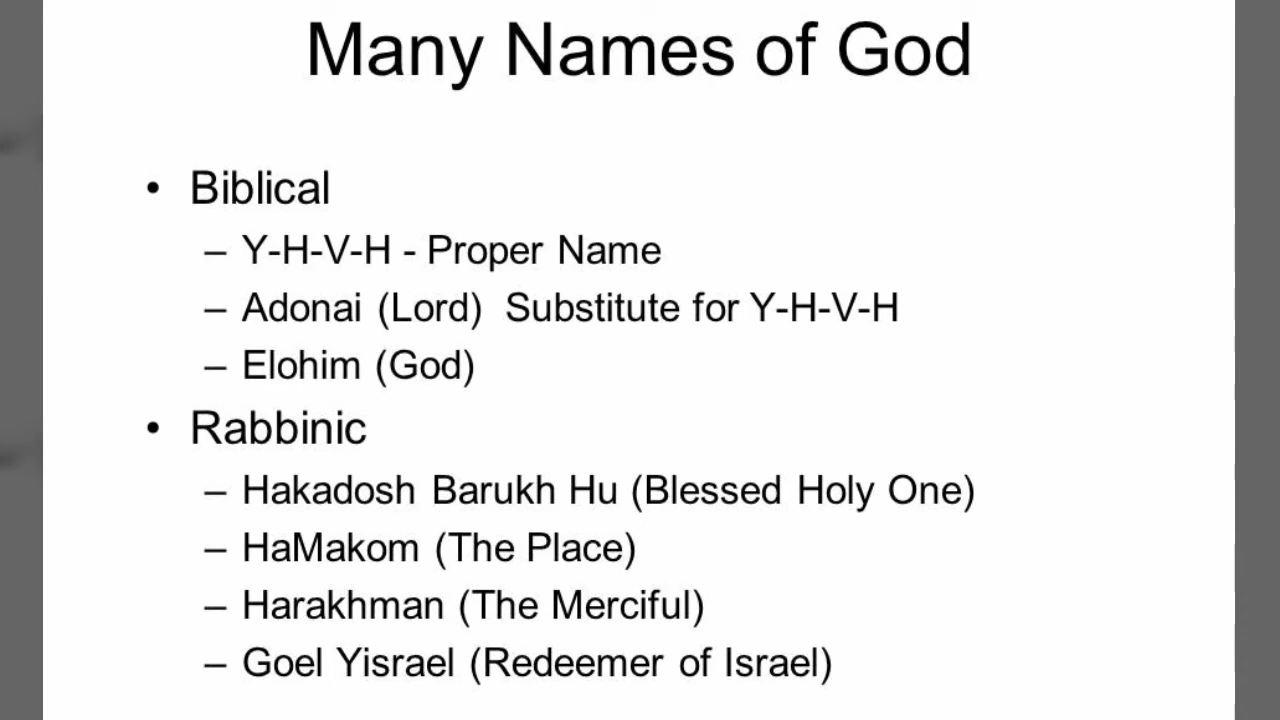 Many Names of God
• Biblical
– Y-H-V-H - Proper Name
– Adonai (Lord)  Substitute for Y-H-V-H
– Elohim (God)
• Rabbinic
– Hakadosh Barukh Hu (Blessed Holy One)
– HaMakom (The Place)
– Harakhman (The Merciful)
– Goel Yisrael (Redeemer of Israel)